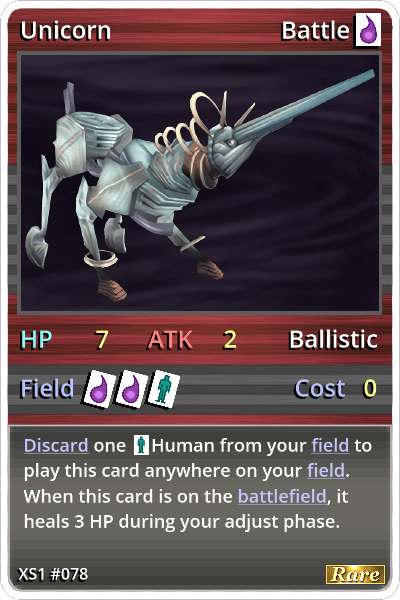 Unicorn Battle
HP 7 ATK 2 Ballistic
Field Cost 0
Discard one Human from your field to
play this card anywhere on your field.
When this card is on the battlefield, it
heals 3 HP during your adjust phase.
XS1 #078 Rare